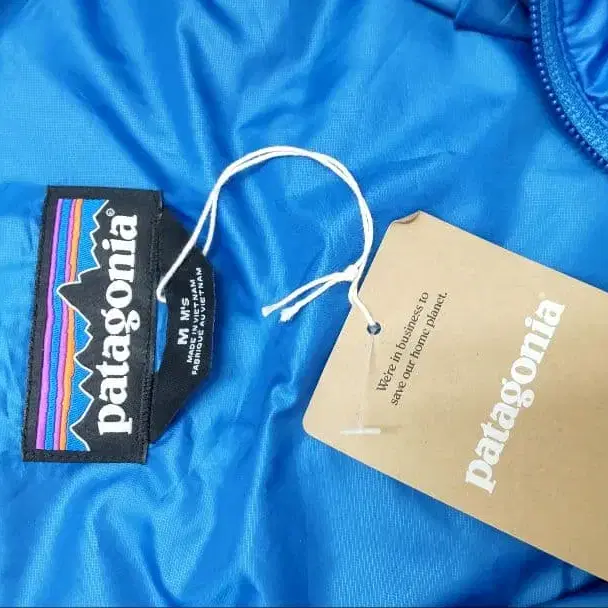 patagonia®
M M'S
MADE IN VIETNAM
FABRIQUÉ AU VIETNAM
We're in business to
save our home planet.
patagonia®